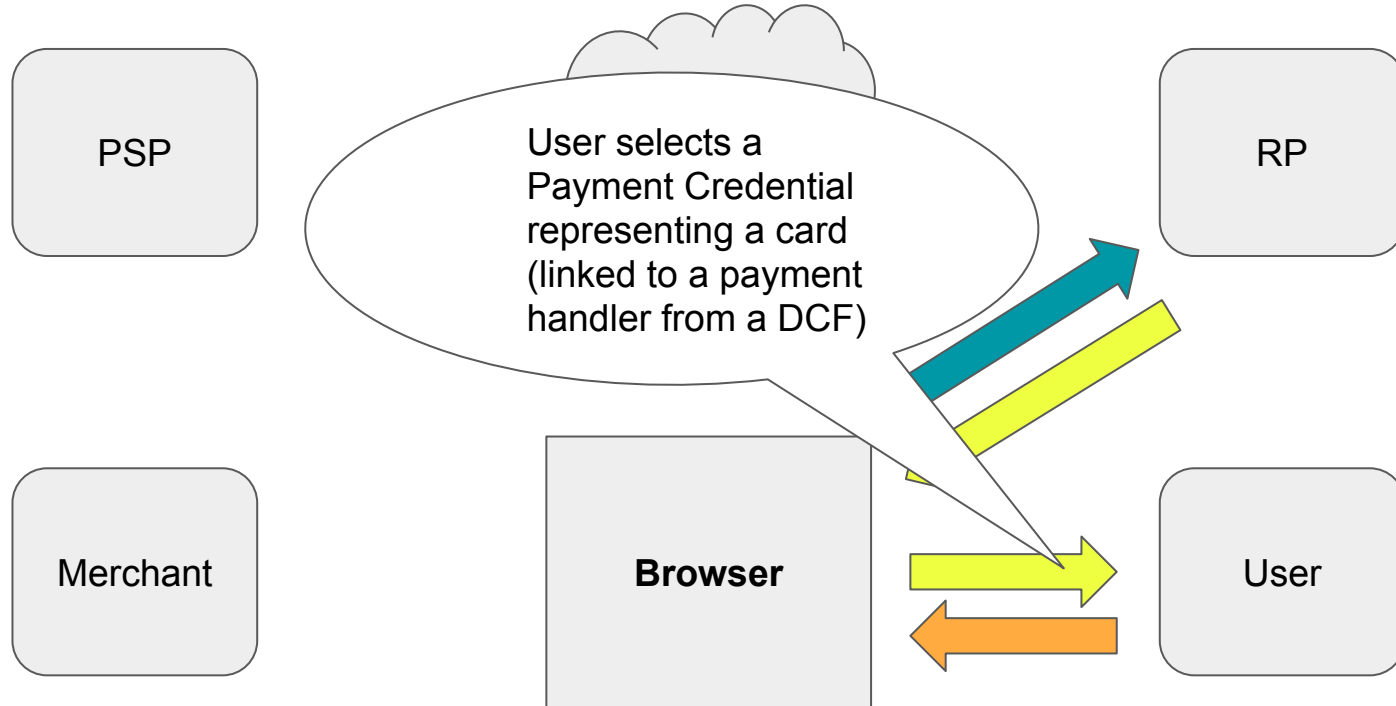 PSP
User selects a
Payment Credential
representing a card
(linked to a payment
handler from a DCF)
RP
Merchant
Browser
User